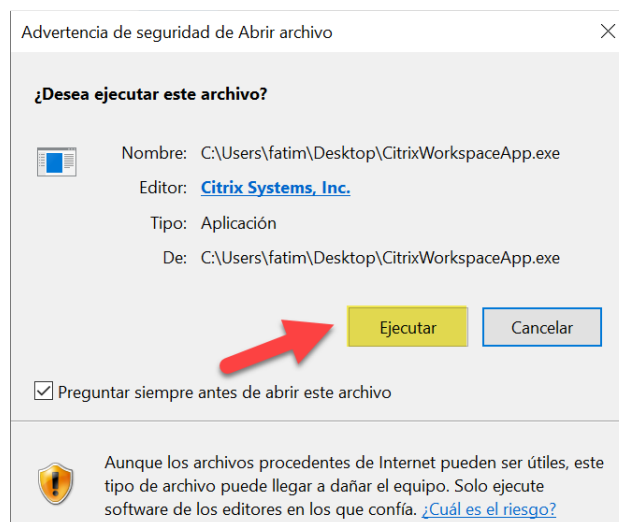 Advertencia de seguridad de Abrir archivo
¿Desea ejecutar este archivo?
Nombre: C:\Users\fatim\Desktop\CitrixWorkspaceApp.exe
Editor: Citrix Systems, Inc.
Tipo: Aplicación
De: C:\Users\fatim\Desktop\CitrixWorkspaceApp.exe
Ejecutar Cancelar
Preguntar siempre antes de abrir este archivo
Aunque los archivos procedentes de Internet pueden ser útiles, este
tipo de archivo puede llegar a dañar el equipo. Solo ejecute
software de los editores en los que confía. ¿Cuál es el riesgo?